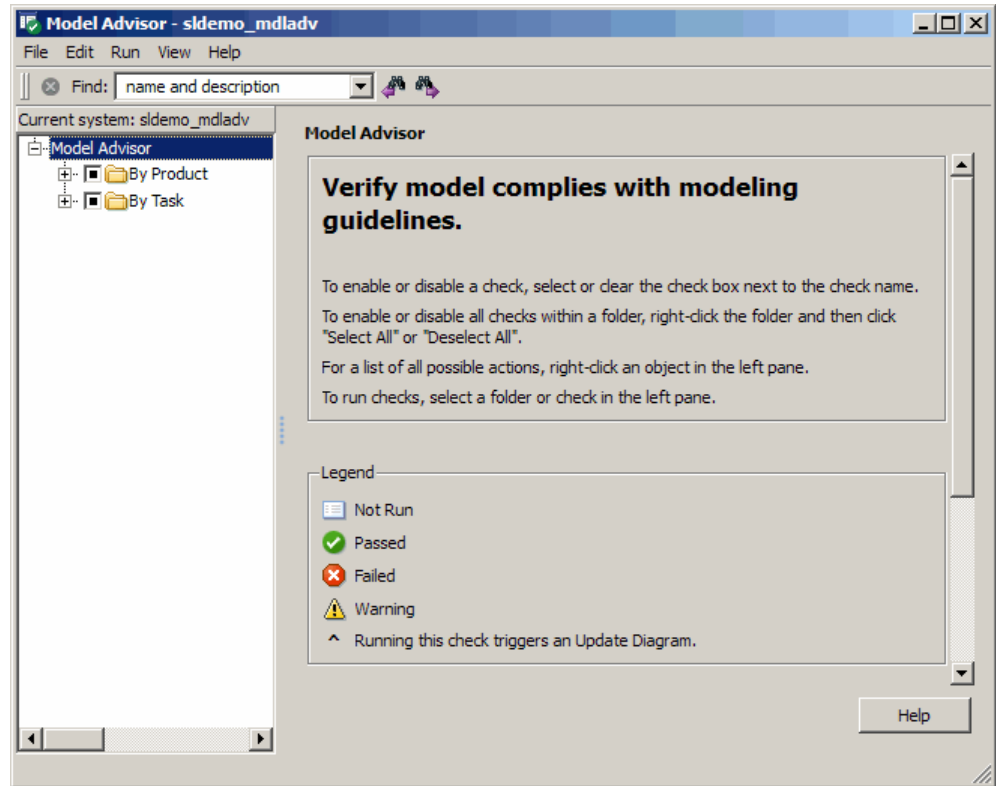 Model Advisor - sldemo_mdladv
File Edit Run View Help
Find: name and description
Current system: sldemo_mdladv
Model Advisor
By Product
By Task
Model Advisor
Verify model complies with modeling
guidelines.
To enable or disable a check, select or clear the check box next to the check name.
To enable or disable all checks within a folder, right-click the folder and then click
"Select All" or "Deselect All".
For a list of all possible actions, right-click an object in the left pane.
To run checks, select a folder or check in the left pane.
Legend
Not Run
Passed
Failed
Warning
^ Running this check triggers an Update Diagram.
Help